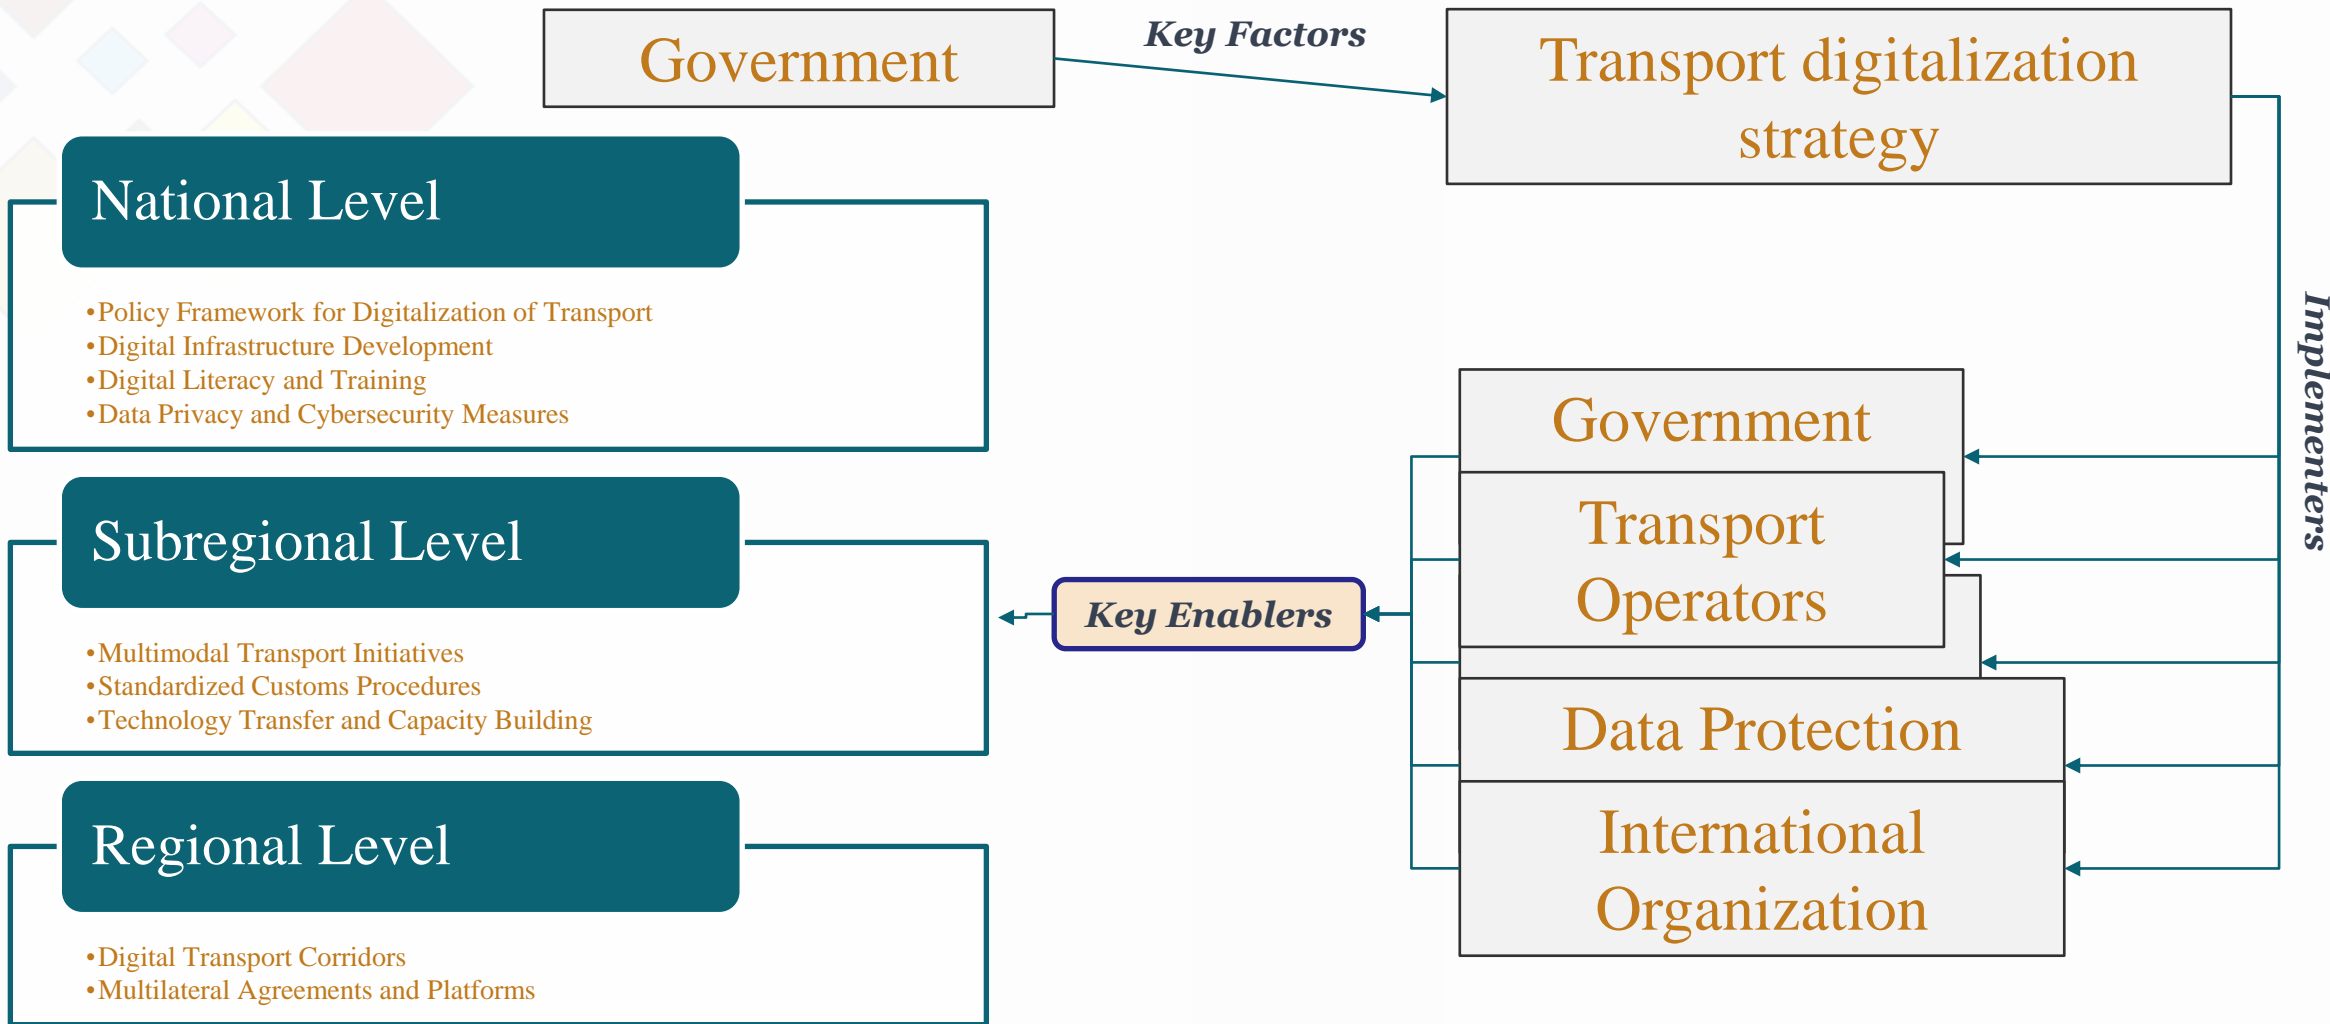 Government
Key Factors
Transport digitalization
strategy
National Level
•Policy Framework for Digitalization of Transport
•Digital Infrastructure Development
•Digital Literacy and Training
•Data Privacy and Cybersecurity Measures
Subregional Level
•Multimodal Transport Initiatives
•Standardized Customs Procedures
•Technology Transfer and Capacity Building
Regional Level
•Digital Transport Corridors
•Multilateral Agreements and Platforms
Key Enablers
Government
Transport
Operators
Data Protection
International
Organization
Implementers